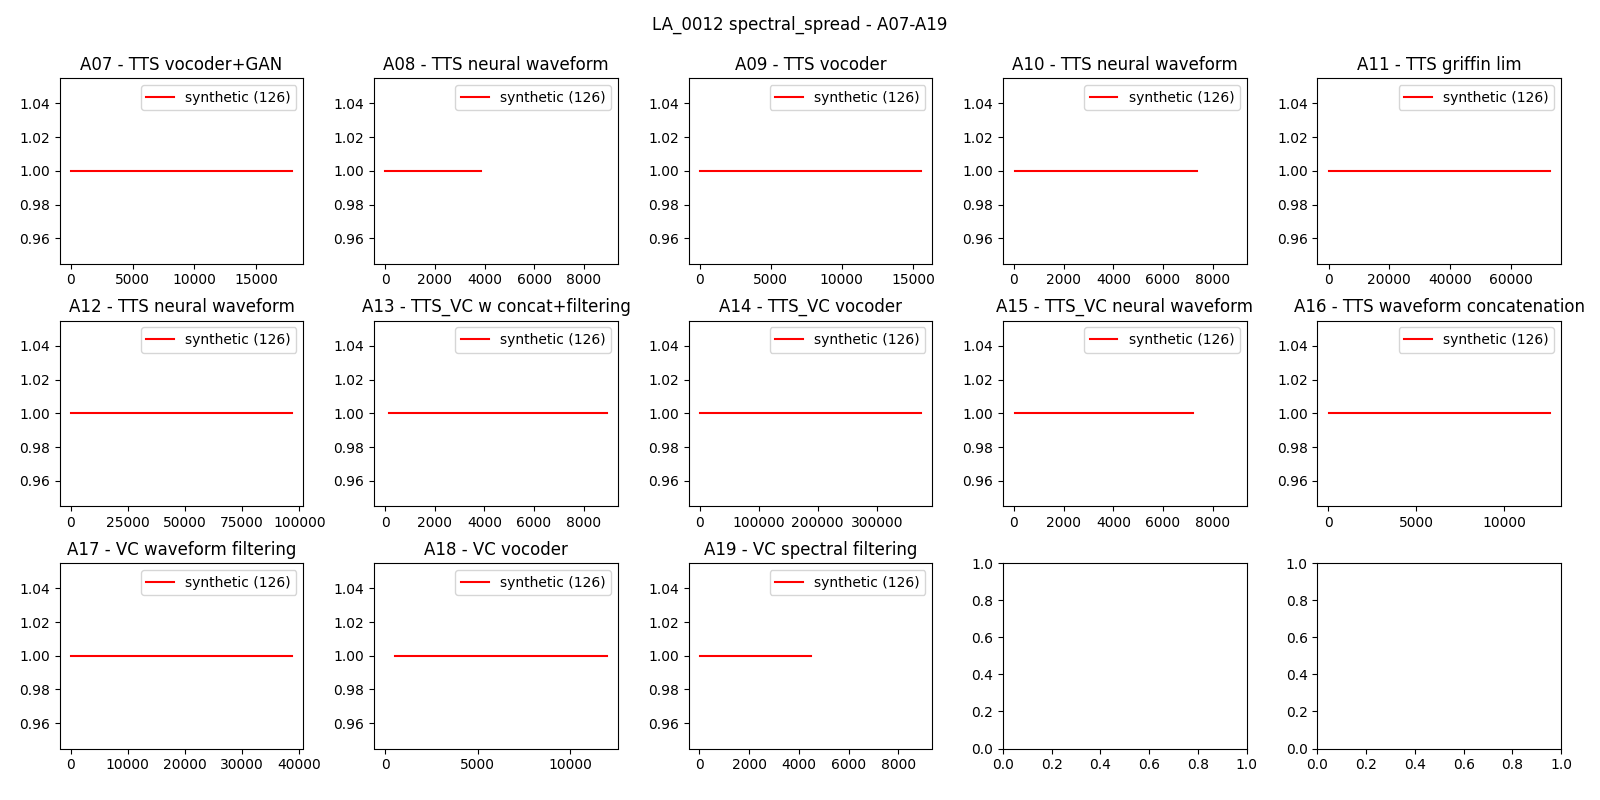 LA_0012 spectral_spread - A07-A19
A07 - TTS vocoder+GAN
A08 - TTS neural waveform
A09 - TTS vocoder
A10 - TTS neural waveform
A11 - TTS griffin lim
synthetic (126)
synthetic (126)
synthetic (126)
synthetic (126)
synthetic (126)
1.04 1.04 1.04 1.04 1.04
1.02 1.02 1.02 1.02 1.02
1.00 1.00 1.00 1.00 1.00
0.98 0.98 0.98 0.98 0.98
0.96 0.96 0.96 0.96 0.96
0 5000 10000 15000
0 2000 4000 6000 8000
0 5000 10000 15000
0 2000 4000 6000 8000
0 20000 40000 60000
A12 - TTS neural waveform
A13 - TTS_VC w concat+filtering
A14 - TTS_VC vocoder
A15 - TTS_VC neural waveform
A16 - TTS waveform concatenation
synthetic (126)
synthetic (126)
synthetic (126)
synthetic (126)
synthetic (126)
1.04 1.04 1.04 1.04 1.04
1.02 1.02 1.02 1.02 1.02
1.00 1.00 1.00 1.00 1.00
0.98 0.98 0.98 0.98 0.98
0.96 0.96 0.96 0.96 0.96
0 25000 50000 75000 100000
0 2000 4000 6000 8000
0 100000 200000 300000
0 2000 4000 6000 8000
0 5000 10000
A17 - VC waveform filtering
A18 - VC vocoder
A19 - VC spectral filtering
synthetic (126)
synthetic (126)
synthetic (126)
1.04 1.04 1.04
1.02 1.02 1.02
1.00 1.00 1.00
0.98 0.98 0.98
0.96 0.96 0.96
0 10000 20000 30000 40000
0 5000 10000
0 2000 4000 6000 8000
1.0 1.0
0.8 0.8
0.6 0.6
0.4 0.4
0.2 0.2
0.0 0.0
0.0 0.2 0.4 0.6 0.8 1.0
0.0 0.2 0.4 0.6 0.8 1.0